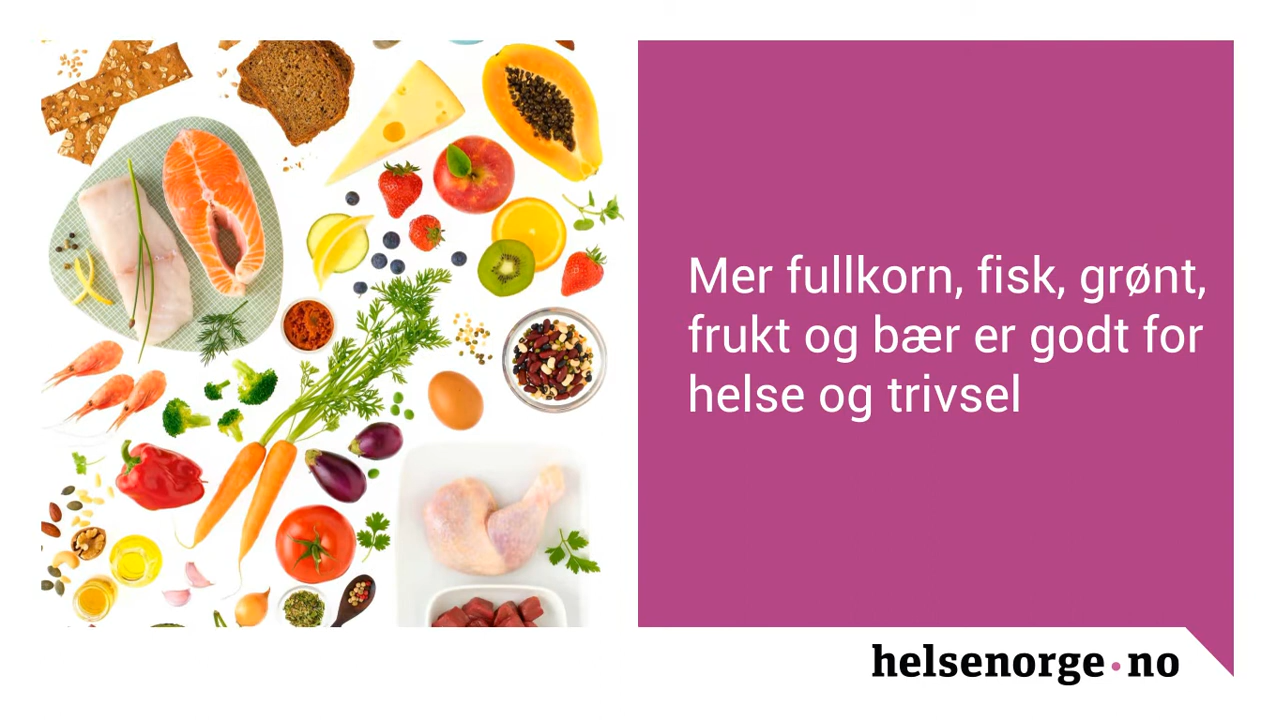 Mer fullkorn, fisk, grønt,
frukt og bær er godt for
helse og trivsel
helsenorge.no